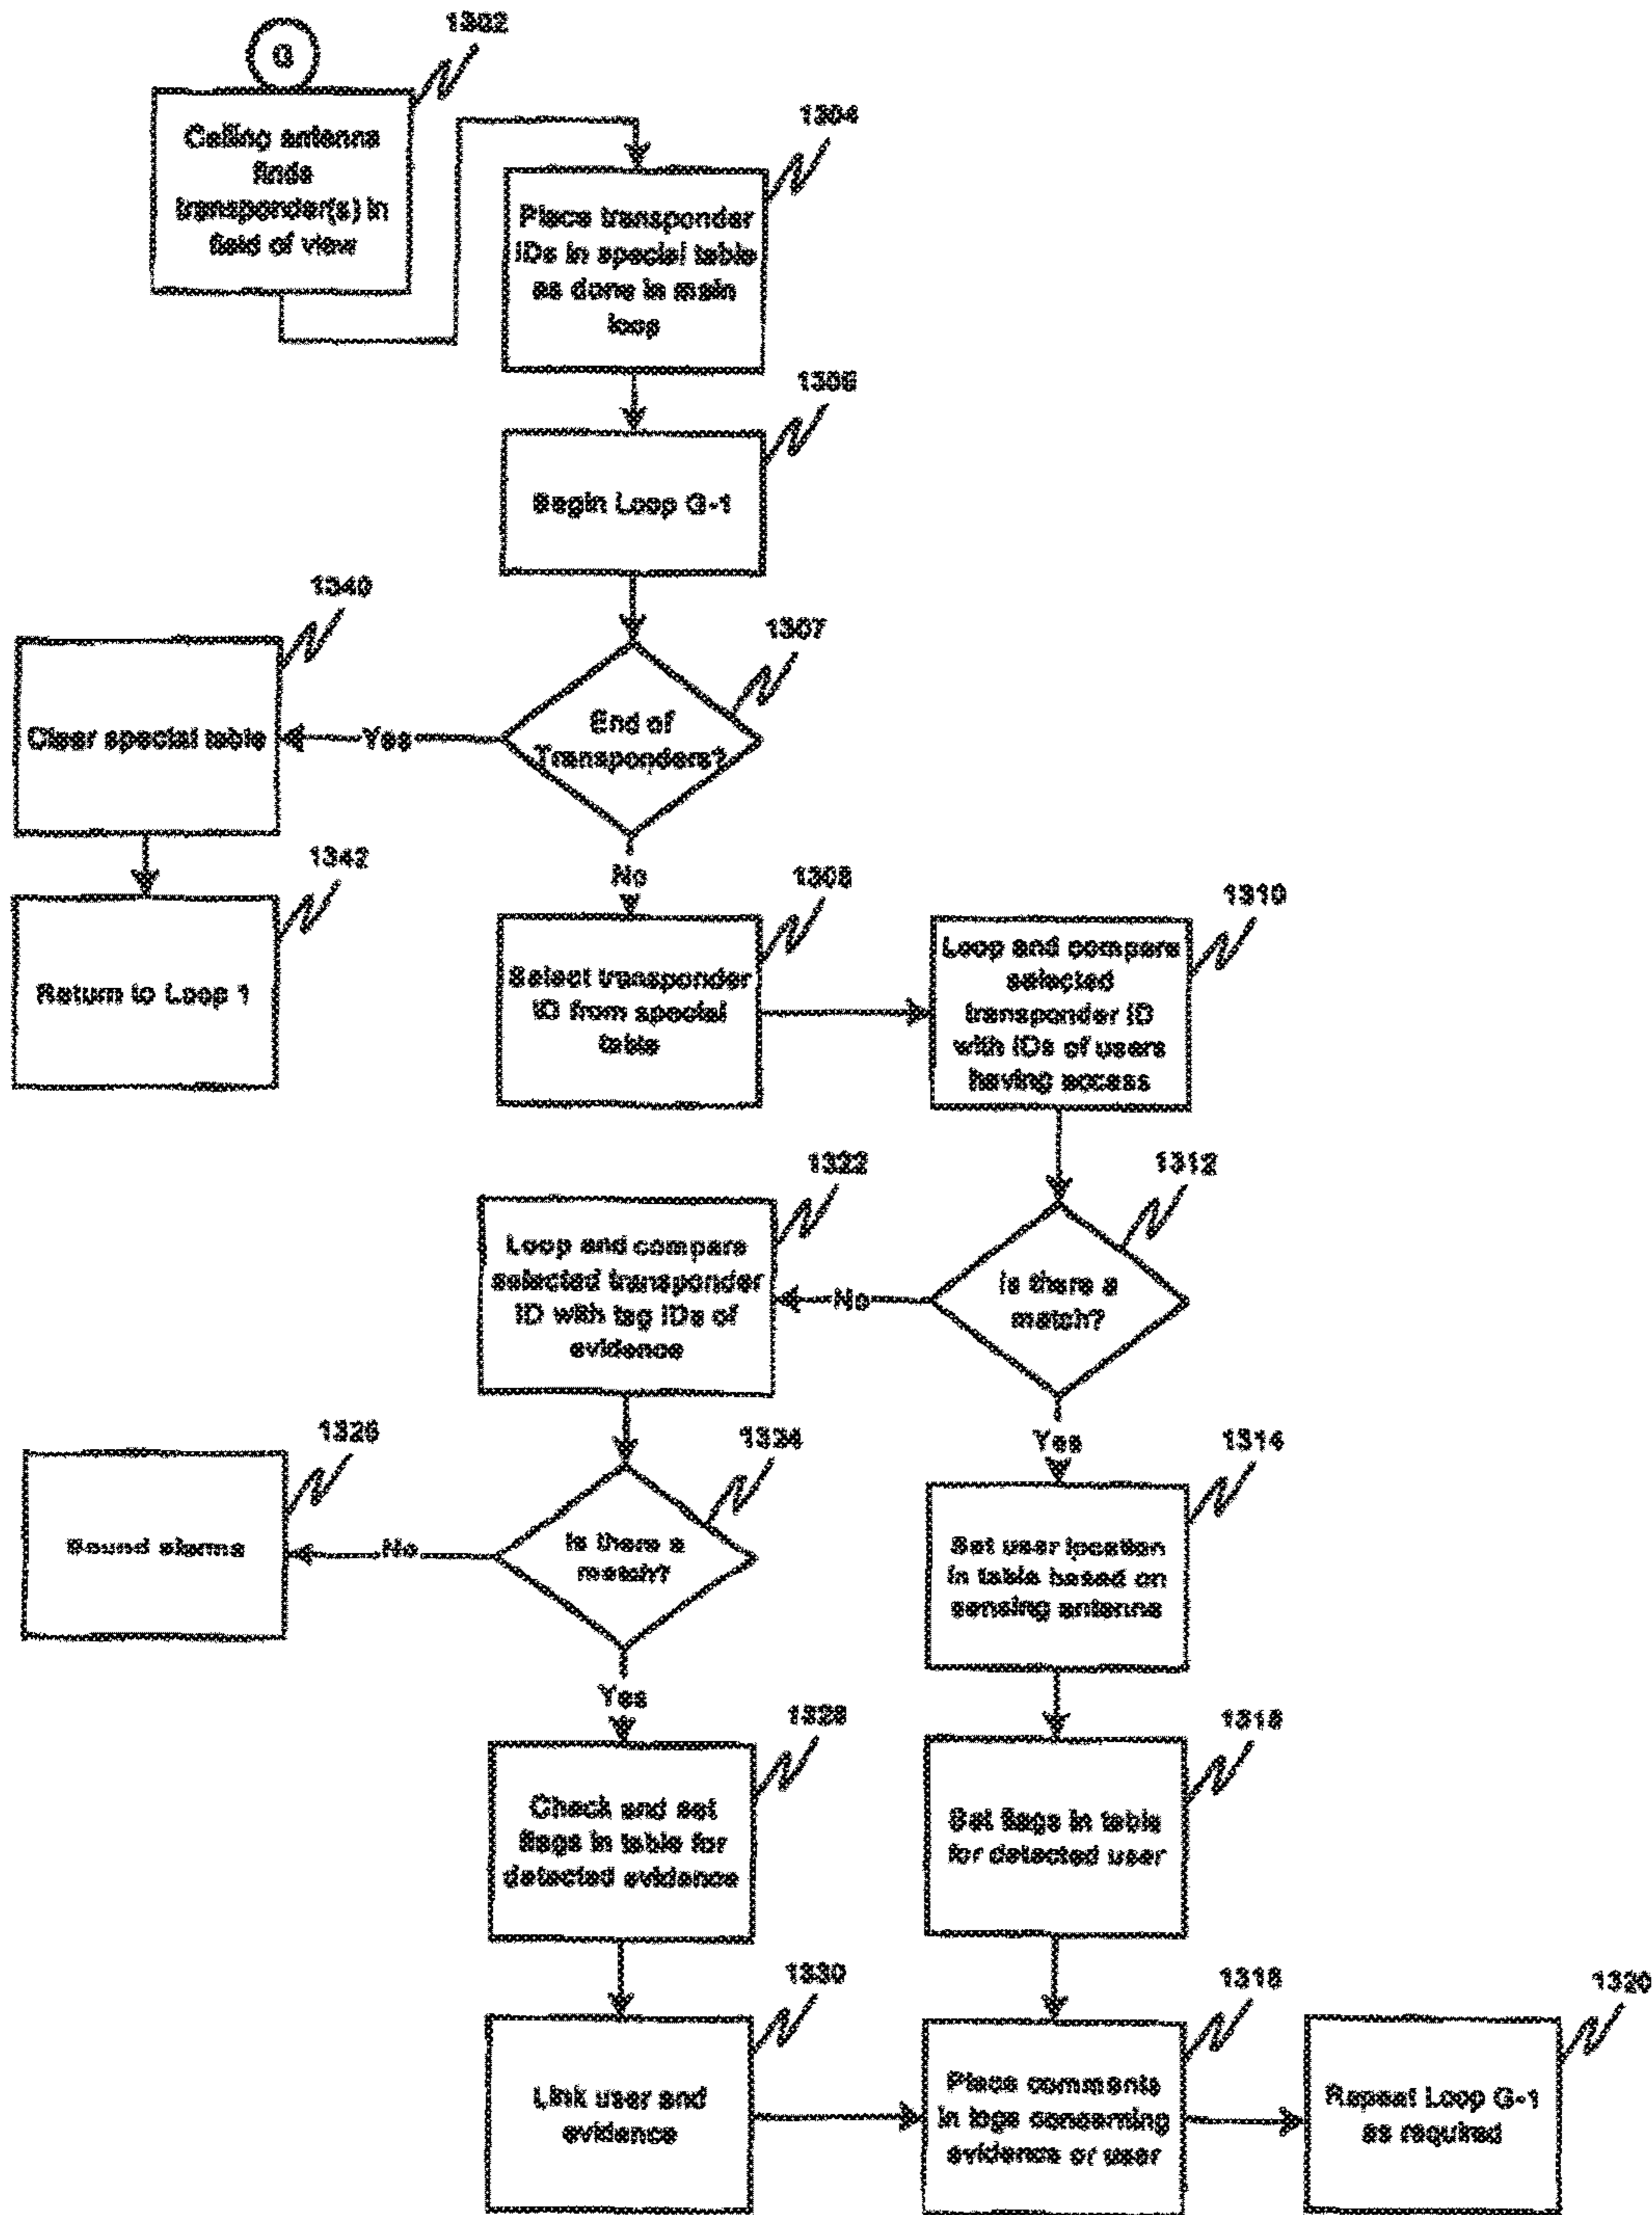 1302
G
Ceiling antenna
finds
transponder(s) in
field of view
1304
Place transponder
IDs in special table
as done in main
loop
1306
Begin Loop G-1
1307
End of
Transponders?
Yes
No
1340
Clear special table
1342
Return to Loop 1
1308
Select transponder
ID from special
table
1310
Loop and compare
selected
transponder ID
with IDs of users
having access
1312
Is there a
match?
No
Yes
1322
Loop and compare
selected transponder
ID with tag IDs of
evidence
1324
Is there a
match?
No
Yes
1326
Sound alarms
1314
Set user location
in table based on
sensing antenna
1328
Check and set
flags in table for
detected evidence
1316
Set flags in table
for detected user
1330
Link user and
evidence
1318
Place comments
in logs concerning
evidence or user
1320
Repeat Loop G-1
as required